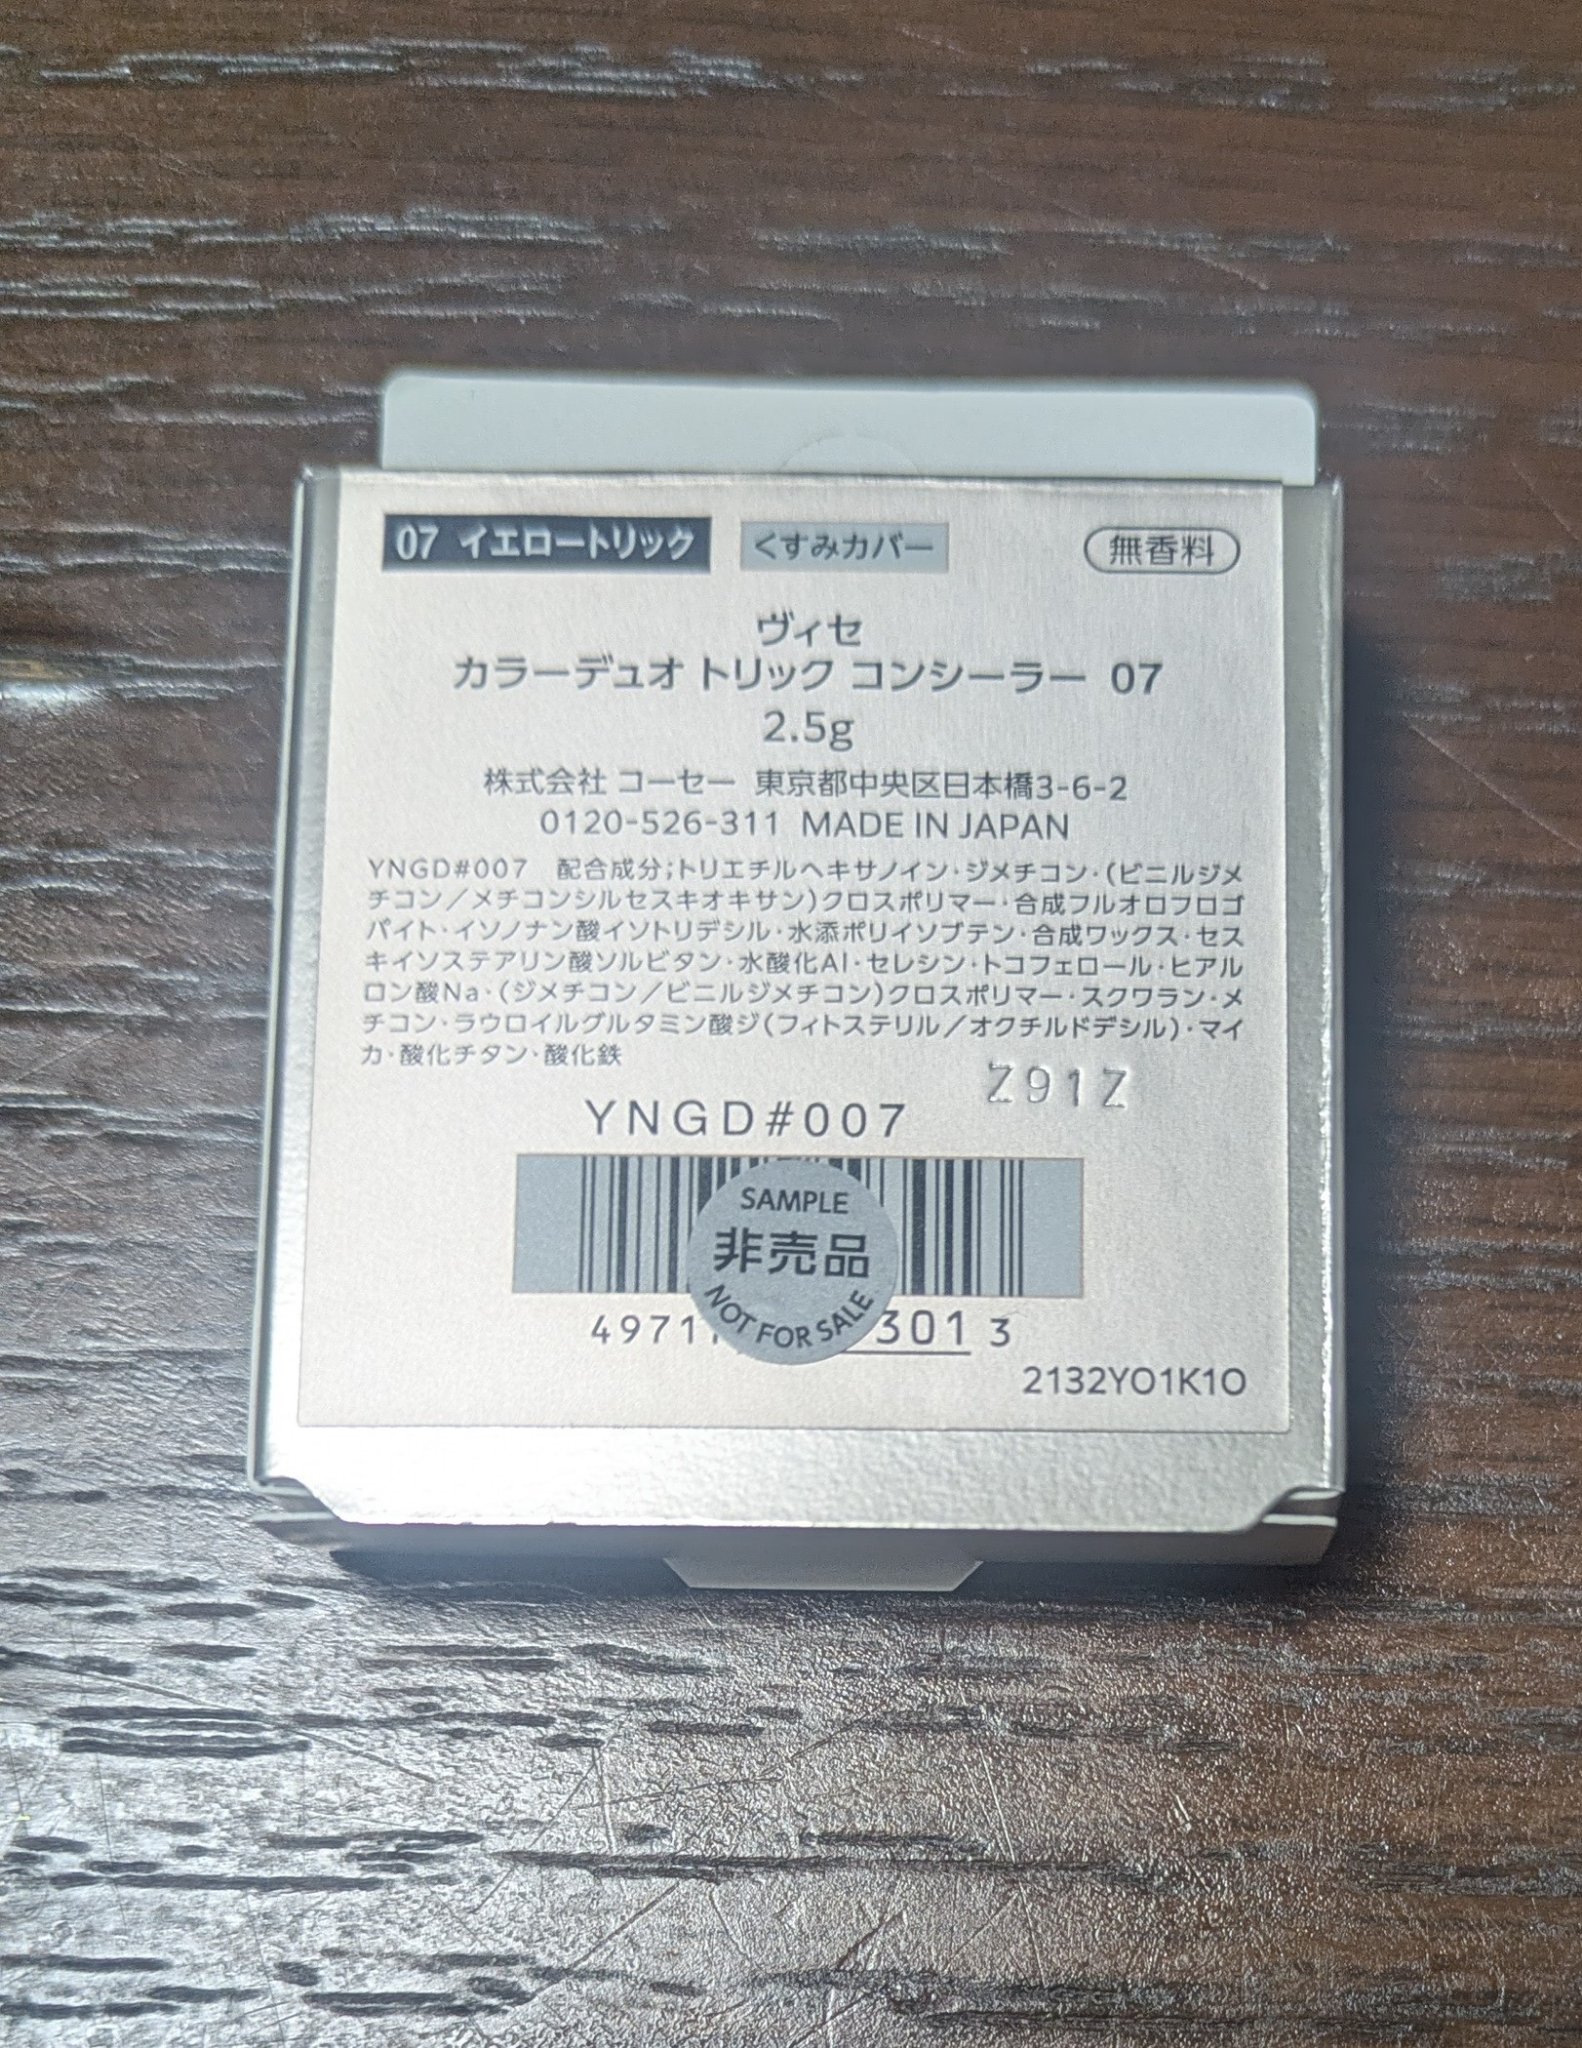 07 イエロートリック くすみカバー 無香料
ヴィセ
カラーデュオ トリック コンシーラー 07
2.5g
株式会社 コーセー 東京都中央区日本橋3-6-2
0120-526-311 MADE IN JAPAN
YNGD#007 配合成分;トリエチルヘキサノイン・ジメチコン・(ビニルジメ
チコン／メチコンシルセスキオキサン)クロスポリマー・合成フルオロフロゴ
パイト・イソノナン酸イソトリデシル・水添ポリイソブテン・合成ワックス・セス
キイソステアリン酸ソルビタン・水酸化Al・セレシン・トコフェロール・ヒアル
ロン酸Na・(ジメチコン／ビニルジメチコン)クロスポリマー・スクワラン・メ
チコン・ラウロイルグルタミン酸ジ(フィトステリル／オクチルドデシル)・マイ
カ・酸化チタン・酸化鉄
Z91Z
YNGD#007
SAMPLE
非売品
NOT FOR SALE
4971 301 3
2132YO1K1O